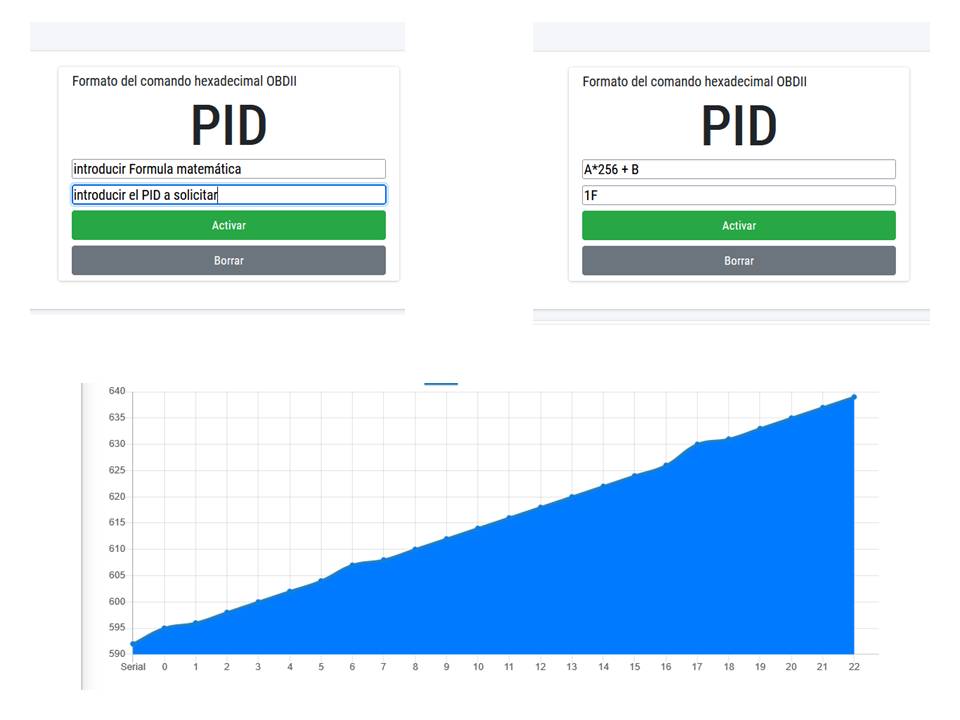 Formato del comando hexadecimal OBDII
PID
introducir Formula matemática
introducir el PID a solicitar
Activar
Borrar
Formato del comando hexadecimal OBDII
PID
A*256 + B
1F
Activar
Borrar
640
635
630
625
620
615
610
605
600
595
590
Serial 0 1 2 3 4 5 6 7 8 9 10 11 12 13 14 15 16 17 18 19 20 21 22